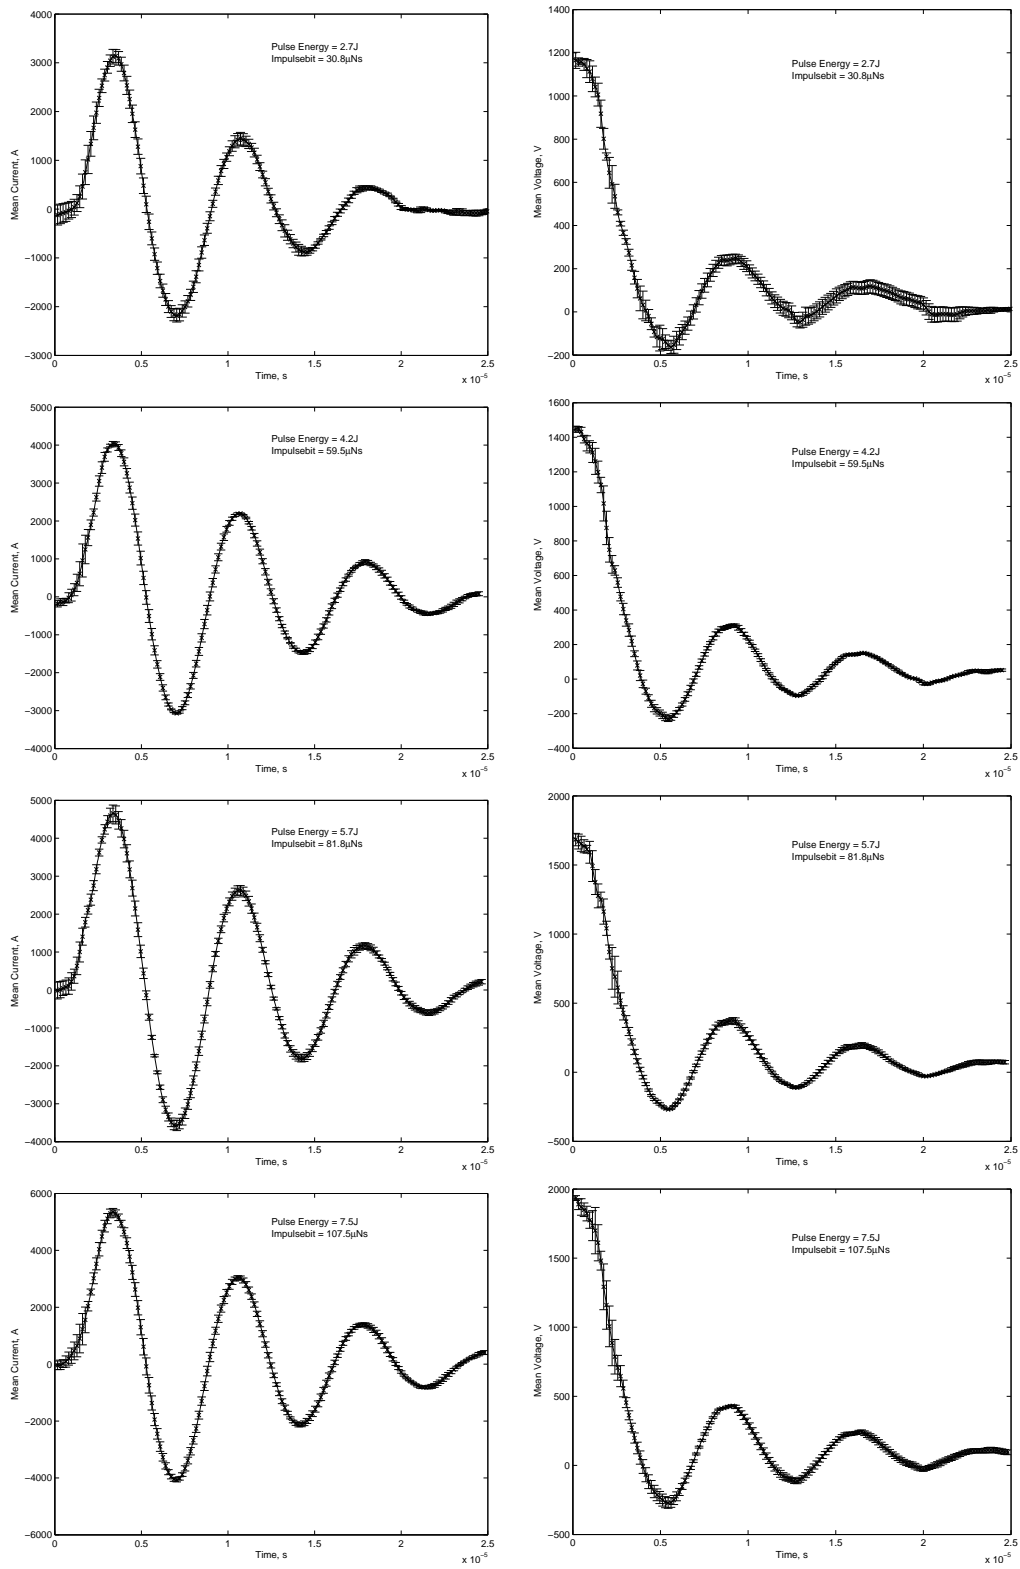 4000
3000
2000
1000
0
−1000
−2000
−3000
Mean Current, A
Pulse Energy = 2.7J
Impulsebit = 30.8μNs
0 0.5 1 1.5 2 2.5
Time, s
x 10⁻⁵
1400
1200
1000
800
600
400
200
0
−200
Mean Voltage, V
Pulse Energy = 2.7J
Impulsebit = 30.8μNs
0 0.5 1 1.5 2 2.5
Time, s
x 10⁻⁵
5000
4000
3000
2000
1000
0
−1000
−2000
−3000
−4000
Mean Current, A
Pulse Energy = 4.2J
Impulsebit = 59.5μNs
0 0.5 1 1.5 2 2.5
Time, s
x 10⁻⁵
1600
1400
1200
1000
800
600
400
200
0
−200
−400
Mean Voltage, V
Pulse Energy = 4.2J
Impulsebit = 59.5μNs
0 0.5 1 1.5 2 2.5
Time, s
x 10⁻⁵
5000
4000
3000
2000
1000
0
−1000
−2000
−3000
−4000
Mean Current, A
Pulse Energy = 5.7J
Impulsebit = 81.8μNs
0 0.5 1 1.5 2 2.5
Time, s
x 10⁻⁵
2000
1500
1000
500
0
−500
Mean Voltage, V
Pulse Energy = 5.7J
Impulsebit = 81.8μNs
0 0.5 1 1.5 2 2.5
Time, s
x 10⁻⁵
6000
4000
2000
0
−2000
−4000
−6000
Mean Current, A
Pulse Energy = 7.5J
Impulsebit = 107.5μNs
0 0.5 1 1.5 2 2.5
Time, s
x 10⁻⁵
2000
1500
1000
500
0
−500
Mean Voltage, V
Pulse Energy = 7.5J
Impulsebit = 107.5μNs
0 0.5 1 1.5 2 2.5
Time, s
x 10⁻⁵